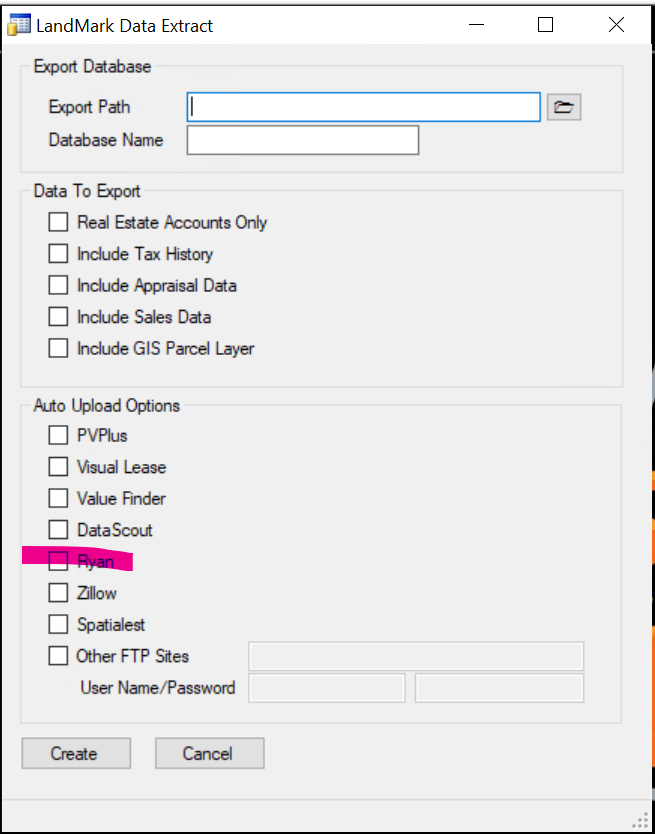 LandMark Data Extract
Export Database
Export Path
Database Name
Data To Export
Real Estate Accounts Only
Include Tax History
Include Appraisal Data
Include Sales Data
Include GIS Parcel Layer
Auto Upload Options
PVPlus
Visual Lease
Value Finder
DataScout
Ryan
Zillow
Spatialest
Other FTP Sites
User Name/Password
Create Cancel